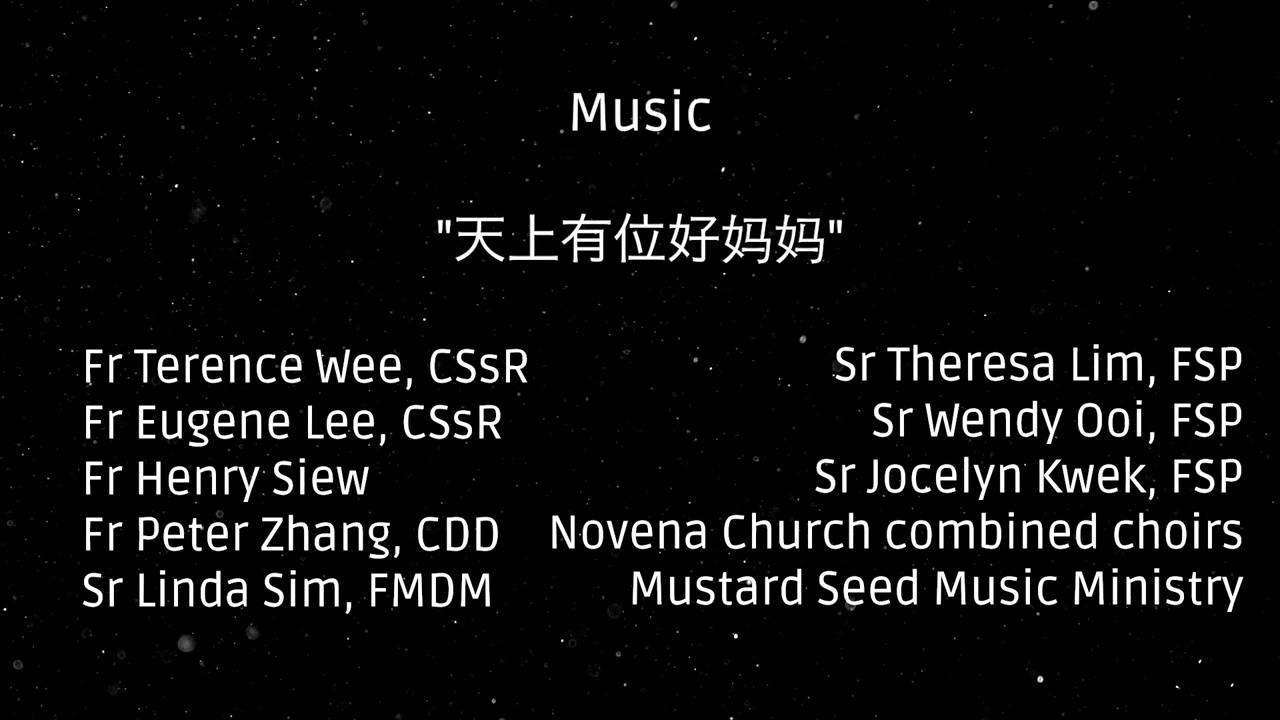 Music
"天上有位好妈妈"
Fr Terence Wee, CSsR
Fr Eugene Lee, CSsR
Fr Henry Siew
Fr Peter Zhang, CDD
Sr Linda Sim, FMDM
Sr Theresa Lim, FSP
Sr Wendy Ooi, FSP
Sr Jocelyn Kwek, FSP
Novena Church combined choirs
Mustard Seed Music Ministry